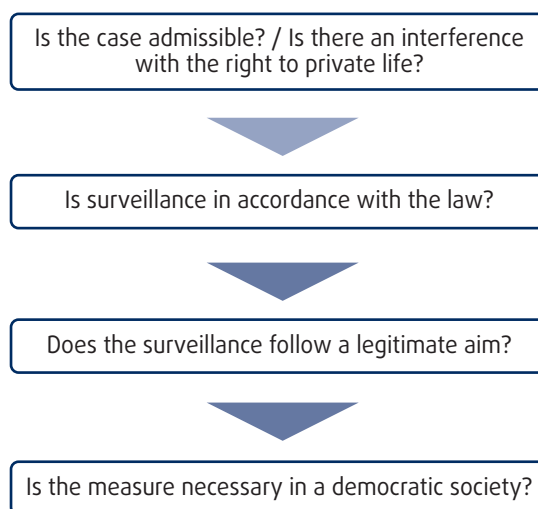 Is the case admissible? / Is there an interference
with the right to private life?
Is surveillance in accordance with the law?
Does the surveillance follow a legitimate aim?
Is the measure necessary in a democratic society?